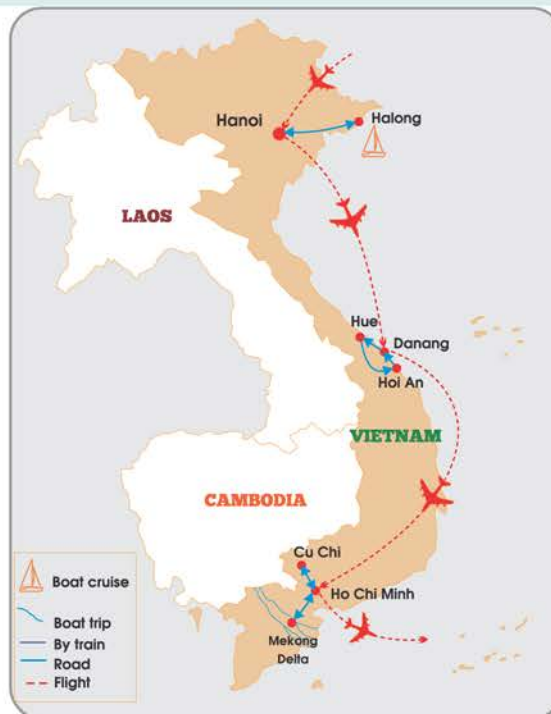 Hanoi
Halong
LAOS
Hue
Danang
Hoi An
VIETNAM
CAMBODIA
Cu Chi
Ho Chi Minh
Mekong
Delta
Boat cruise
Boat trip
By train
Road
Flight